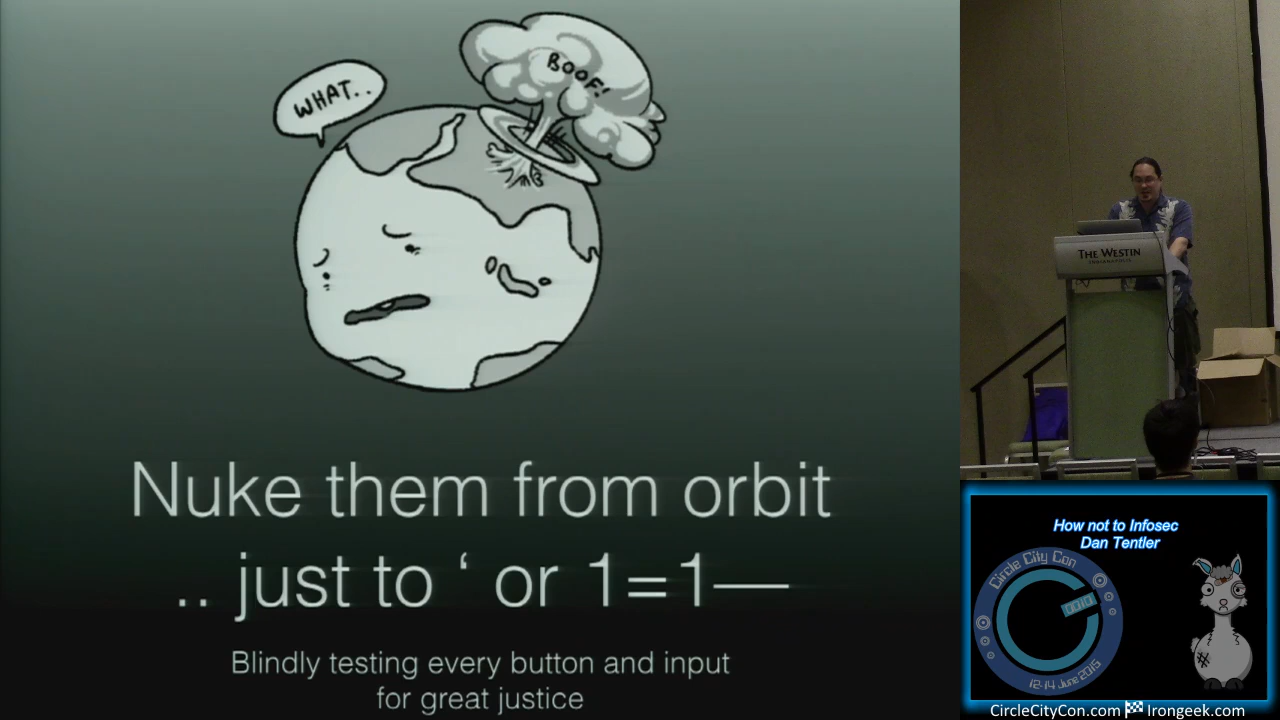 WHAT..
BOOF!
Nuke them from orbit
.. just to ‘ or 1=1—
Blindly testing every button and input
for great justice
THE WESTIN
INDIANAPOLIS
How not to Infosec
Dan Tentler
Circle City Con
0010
12-14 June 2015
CircleCityCon.com Irongeek.com